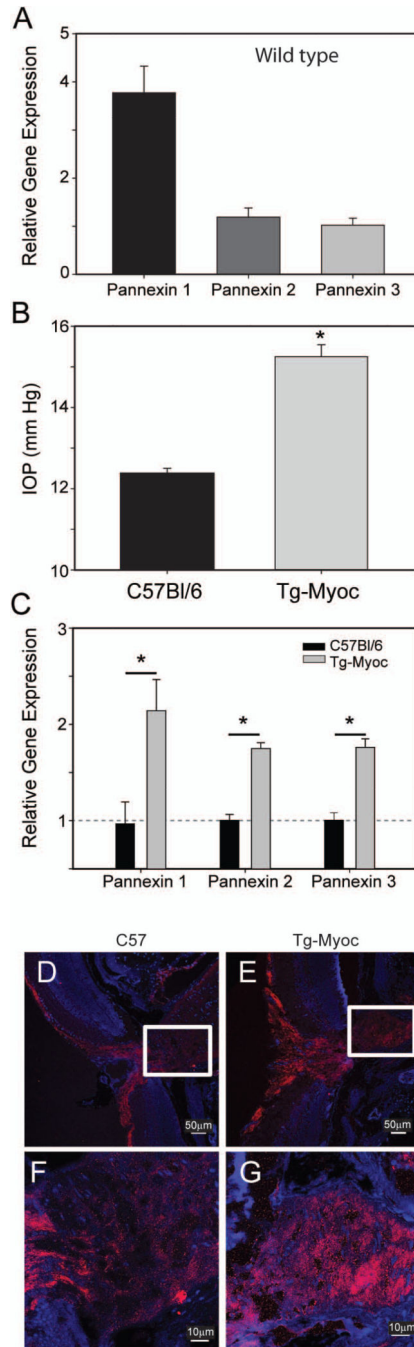 A
Relative Gene Expression
5
4
2
1
0
Wild type
Pannexin 1 Pannexin 2 Pannexin 3
B
IOP (mm Hg)
16
14
12
10
*
C57Bl/6 Tg-Myoc
C
Relative Gene Expression
3
2
1
C57Bl/6
Tg-Myoc
* * *
Pannexin 1 Pannexin 2 Pannexin 3
C57 Tg-Myoc
D E
50µm 50µm
F G
10µm 10µm